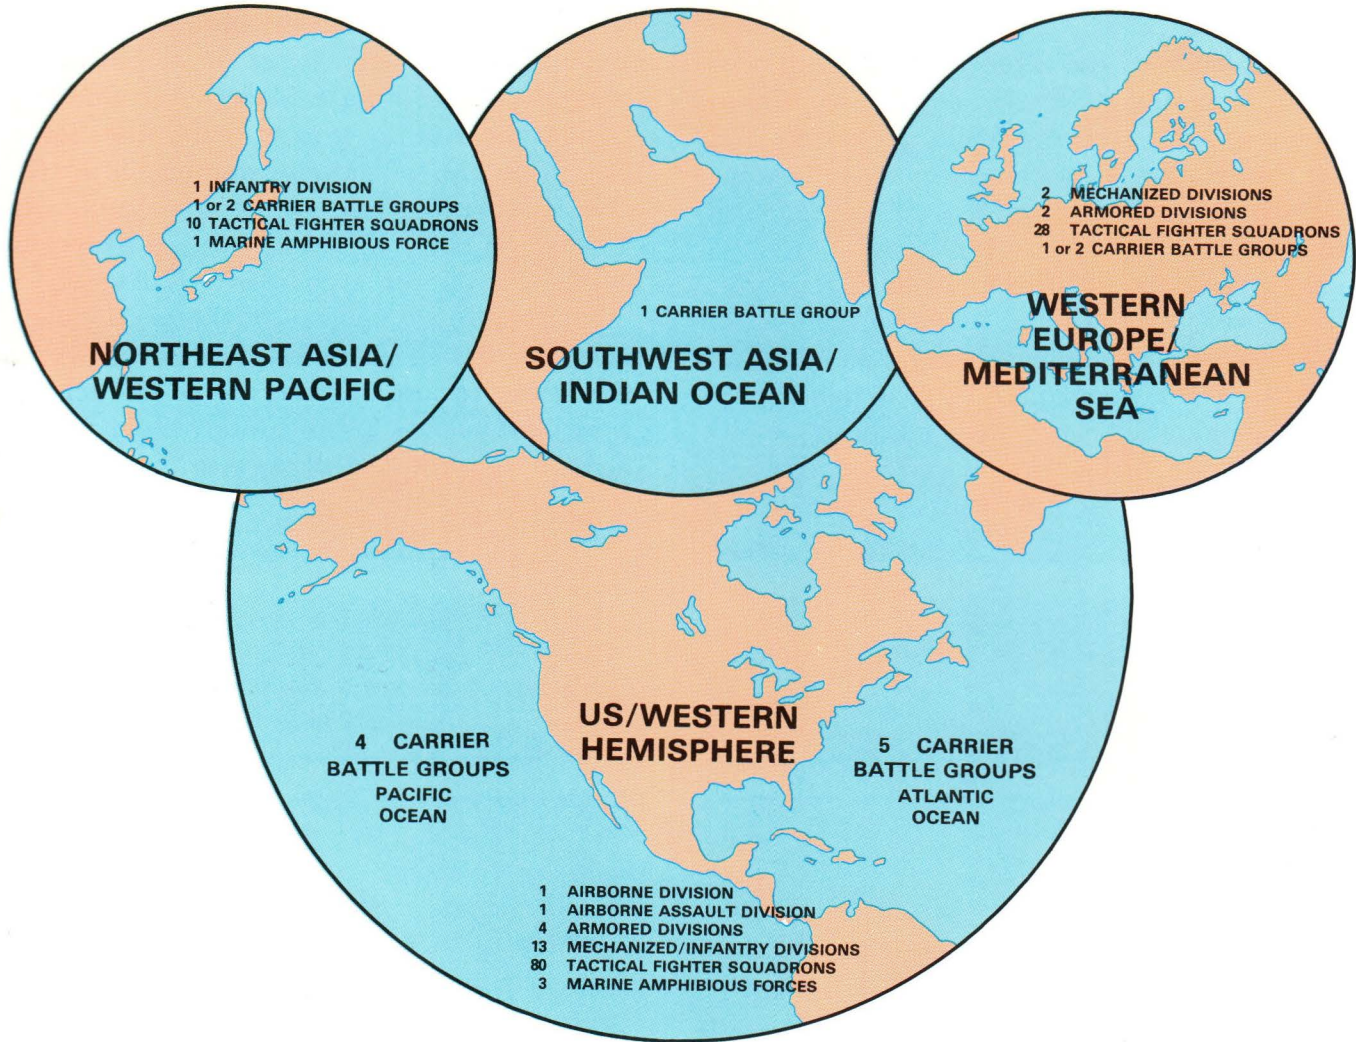 1 INFANTRY DIVISION
1 or 2 CARRIER BATTLE GROUPS
10 TACTICAL FIGHTER SQUADRONS
1 MARINE AMPHIBIOUS FORCE
NORTHEAST ASIA/
WESTERN PACIFIC
1 CARRIER BATTLE GROUP
SOUTHWEST ASIA/
INDIAN OCEAN
2 MECHANIZED DIVISIONS
2 ARMORED DIVISIONS
28 TACTICAL FIGHTER SQUADRONS
1 or 2 CARRIER BATTLE GROUPS
WESTERN
EUROPE/
MEDITERRANEAN
SEA
US/WESTERN
HEMISPHERE
4 CARRIER
BATTLE GROUPS
PACIFIC
OCEAN
5 CARRIER
BATTLE GROUPS
ATLANTIC
OCEAN
1 AIRBORNE DIVISION
1 AIRBORNE ASSAULT DIVISION
4 ARMORED DIVISIONS
13 MECHANIZED/INFANTRY DIVISIONS
80 TACTICAL FIGHTER SQUADRONS
3 MARINE AMPHIBIOUS FORCES